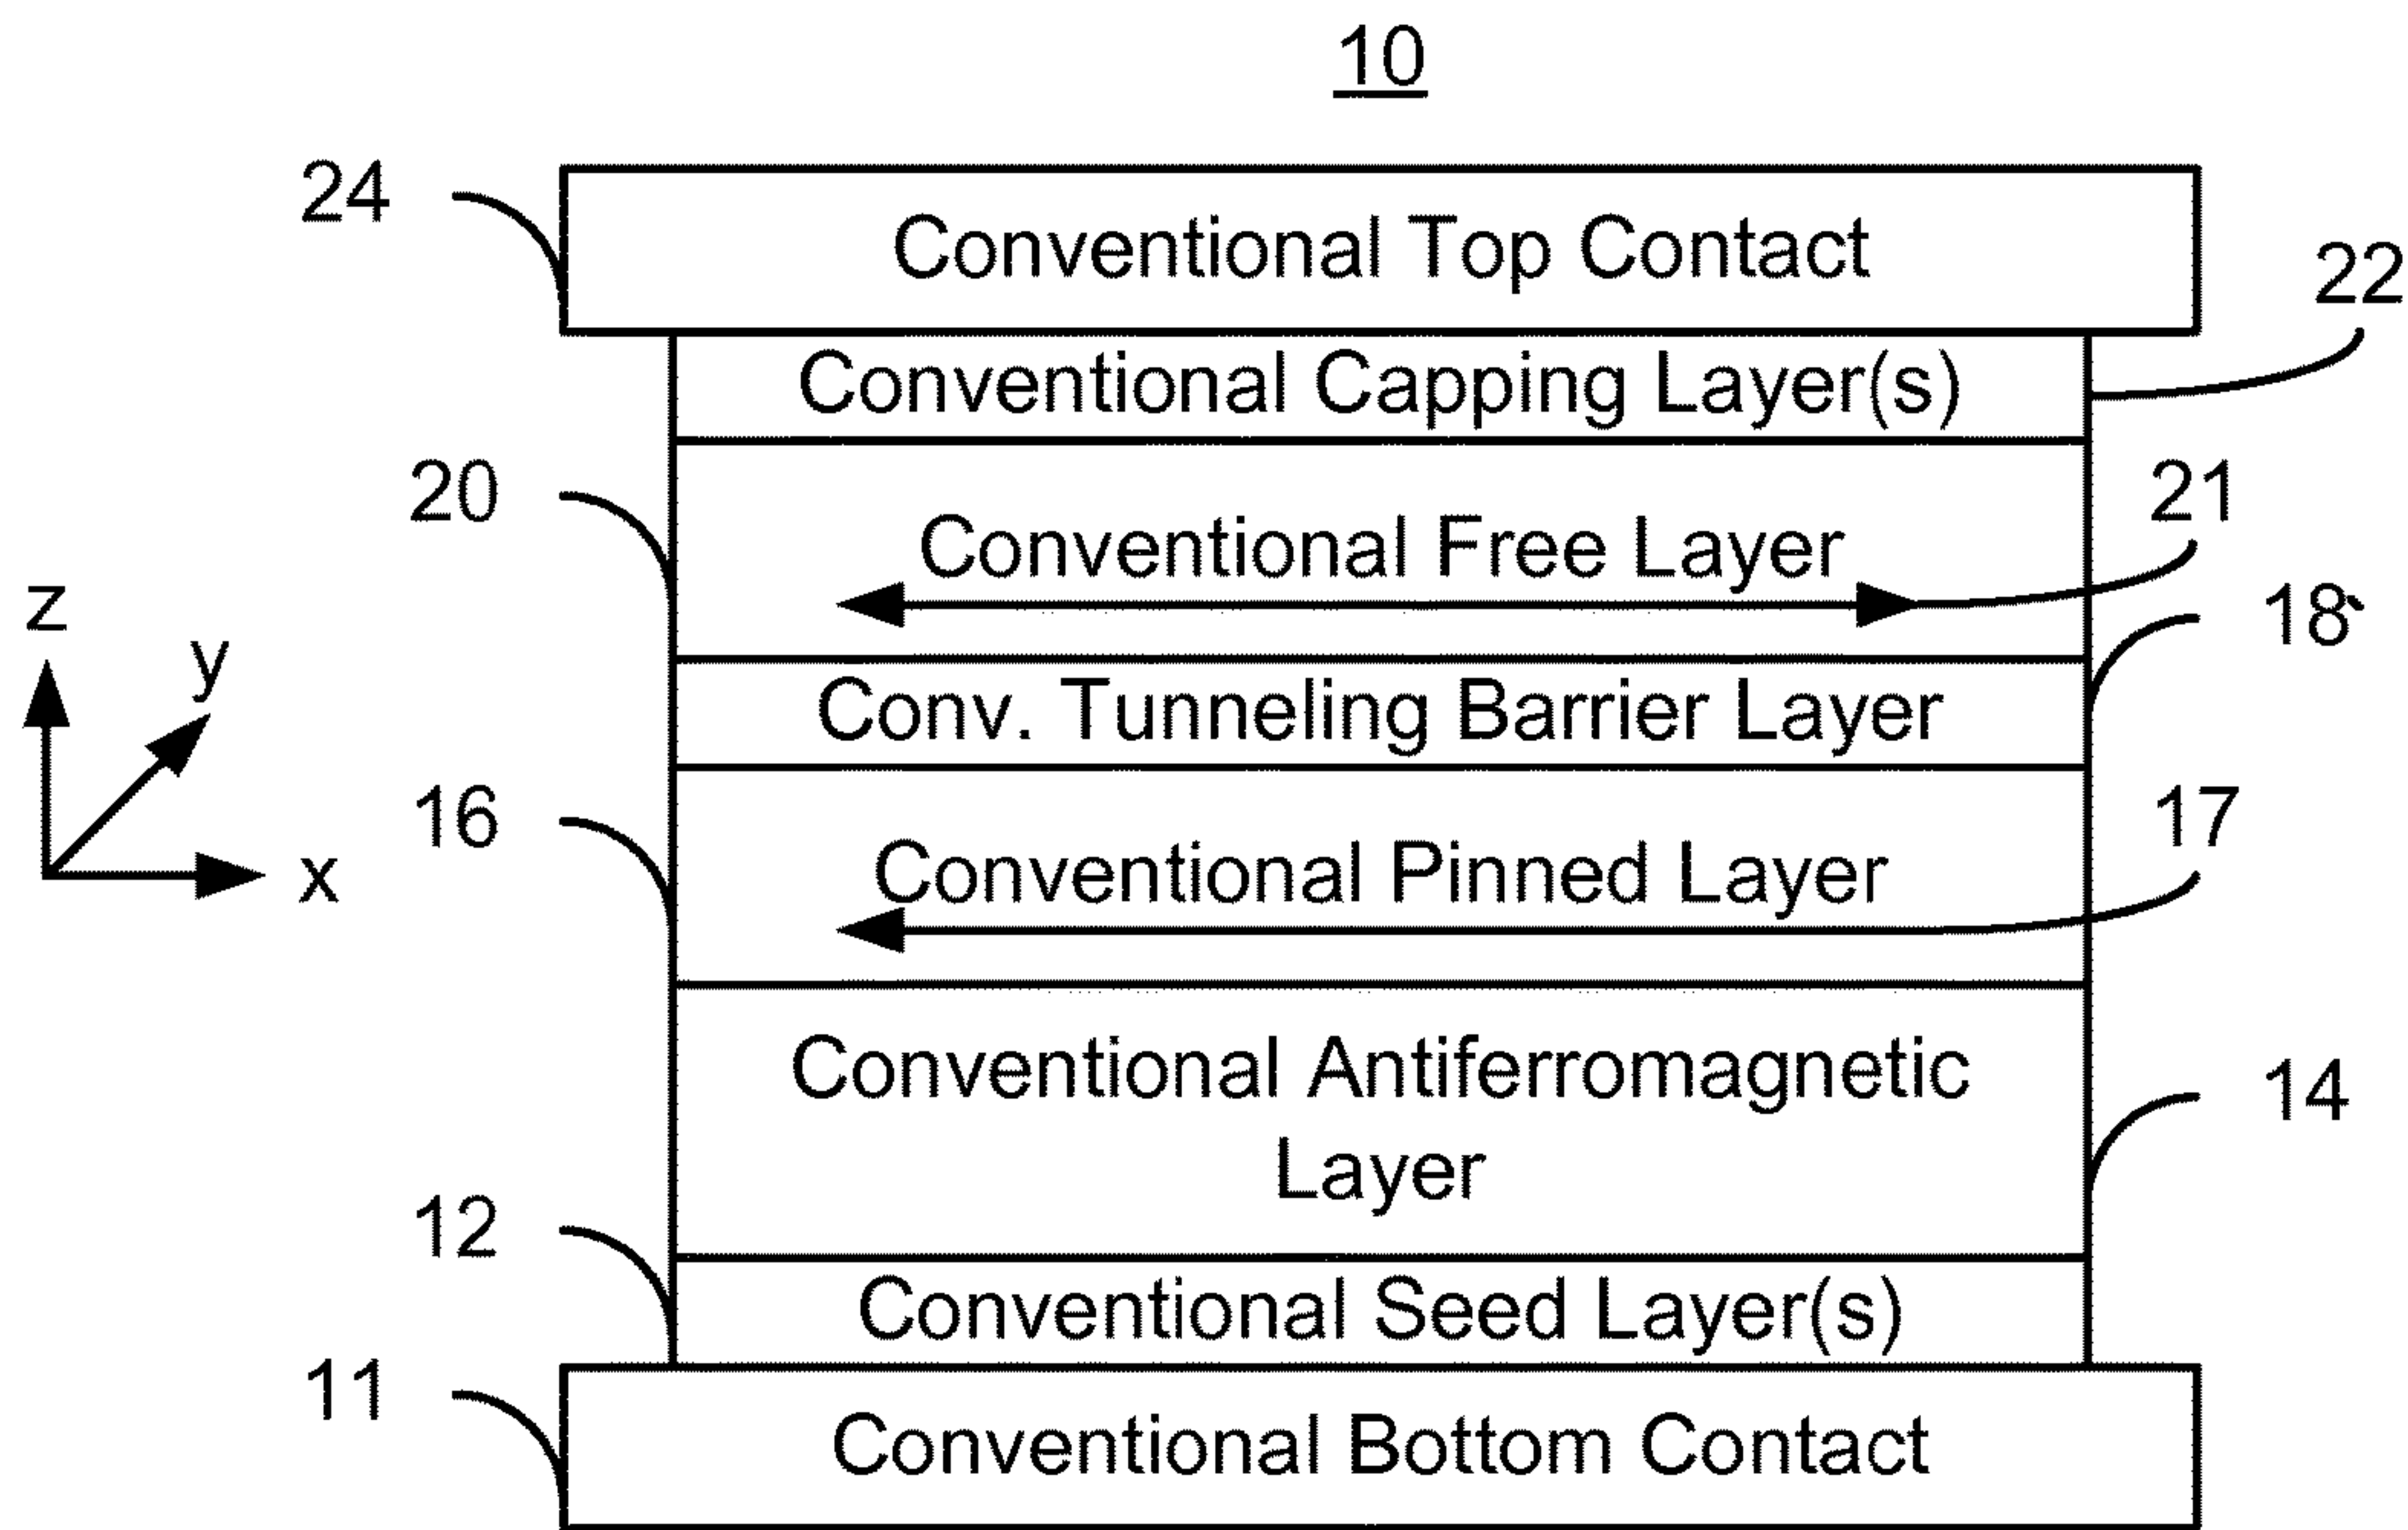 10
24
Conventional Top Contact
22
Conventional Capping Layer(s)
20
21
Conventional Free Layer
z
y
x
18
Conv. Tunneling Barrier Layer
16
17
Conventional Pinned Layer
Conventional Antiferromagnetic
Layer
14
12
Conventional Seed Layer(s)
11
Conventional Bottom Contact